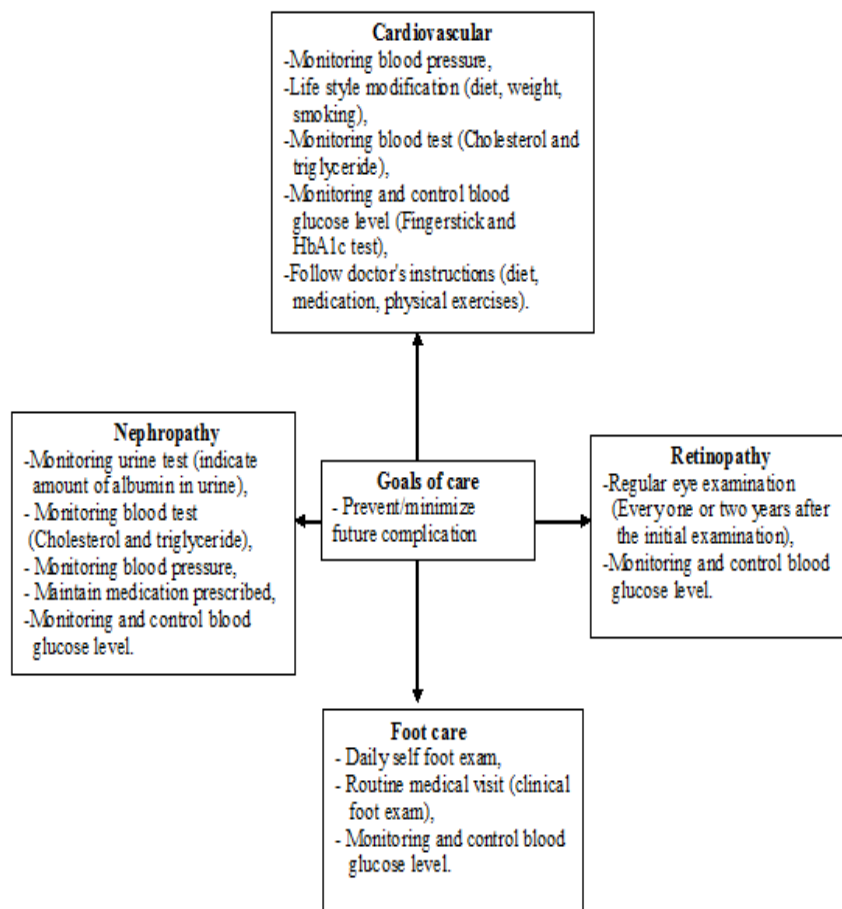 Cardiovascular
-Monitoring blood pressure,
-Life style modification (diet, weight,
smoking),
-Monitoring blood test (Cholesterol and
triglyceride),
-Monitoring and control blood
glucose level (Fingerstick and
HbA1c test),
-Follow doctor's instructions (diet,
medication, physical exercises).
Nephropathy
-Monitoring urine test (indicate
amount of albumin in urine),
- Monitoring blood test
(Cholesterol and triglyceride),
- Monitoring blood pressure,
- Maintain medication prescribed,
-Monitoring and control blood
glucose level.
Goals of care
- Prevent/minimize
future complication
Retinopathy
-Regular eye examination
(Everyone or two years after
the initial examination),
-Monitoring and control blood
glucose level.
Foot care
- Daily self foot exam,
- Routine medical visit (clinical
foot exam),
- Monitoring and control blood
glucose level.